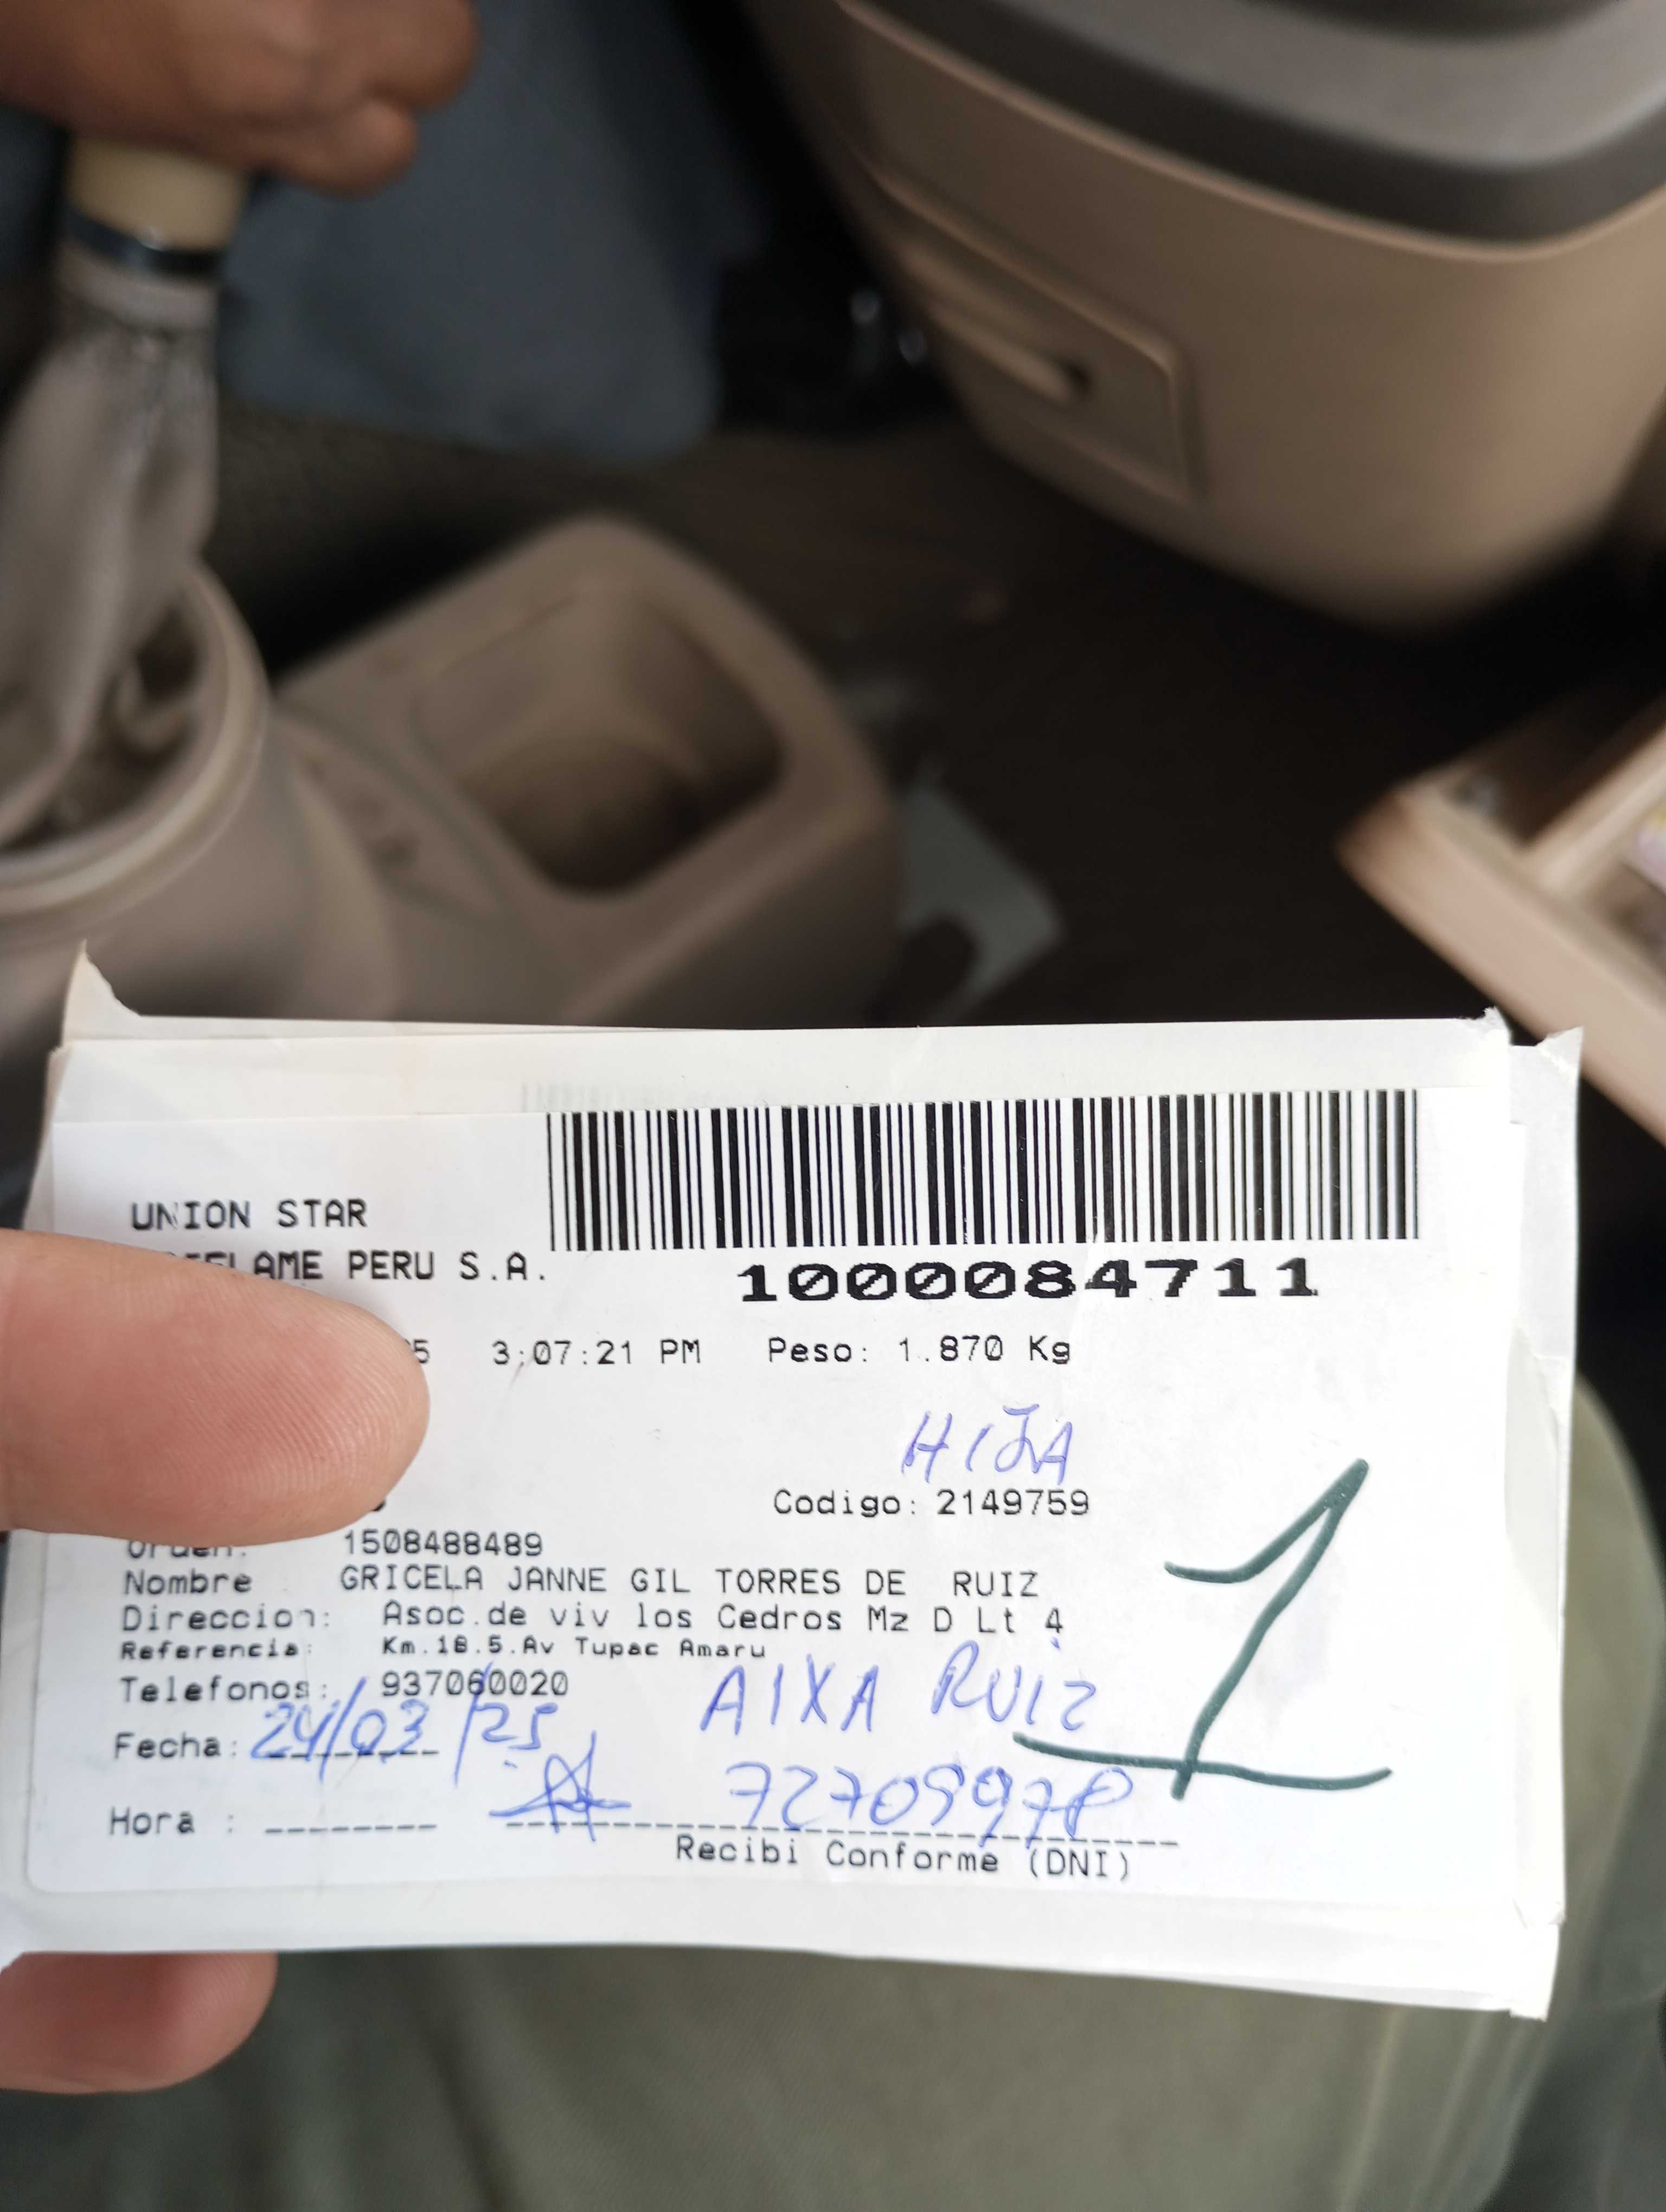 UNION STAR
PERU S.A.
1000084711
3:07:21 PM Peso: 1.870 Kg
HIJA
Codigo: 2149759
Orden: 1508488489
Nombre GRICELA JANNE GIL TORRES DE RUIZ
Direccion: Asoc.de viv los Cedros Mz D Lt 4
Referencia: Km.18.5.Av Tupac Amaru
Telefonos: 937060020
AIXA RUIZ
Fecha: 24/03/25
72709978
Hora :
Recibi Conforme (DNI)
1